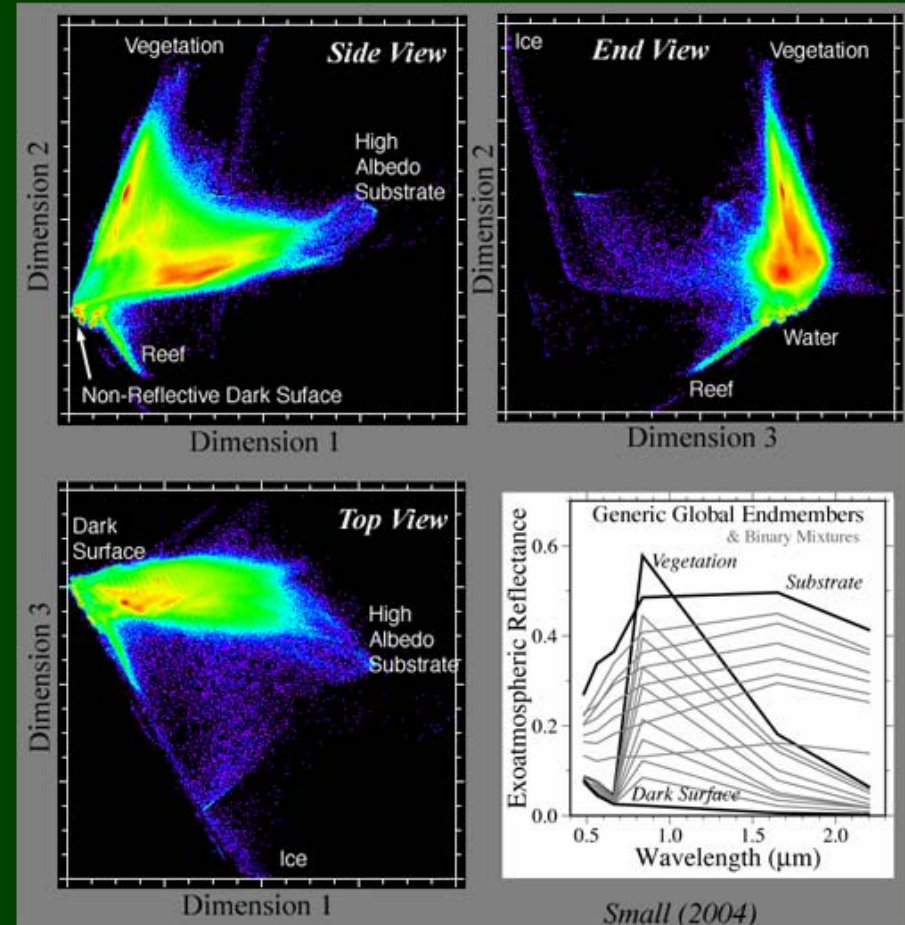 Vegetation
Side View
High
Albedo
Substrate
Dimension 2
Reef
Non-Reflective Dark Suface
Dimension 1
Ice
End View
Vegetation
Dimension 2
Water
Reef
Dimension 3
Dark
Surface
Top View
High
Albedo
Substrate
Dimension 3
Ice
Dimension 1
Generic Global Endmembers
& Binary Mixtures
Vegetation
Substrate
Dark Surface
Exoatmospheric Reflectance
0.6
0.4
0.2
0.0
0.5 1.0 1.5 2.0
Wavelength (μm)
Small (2004)